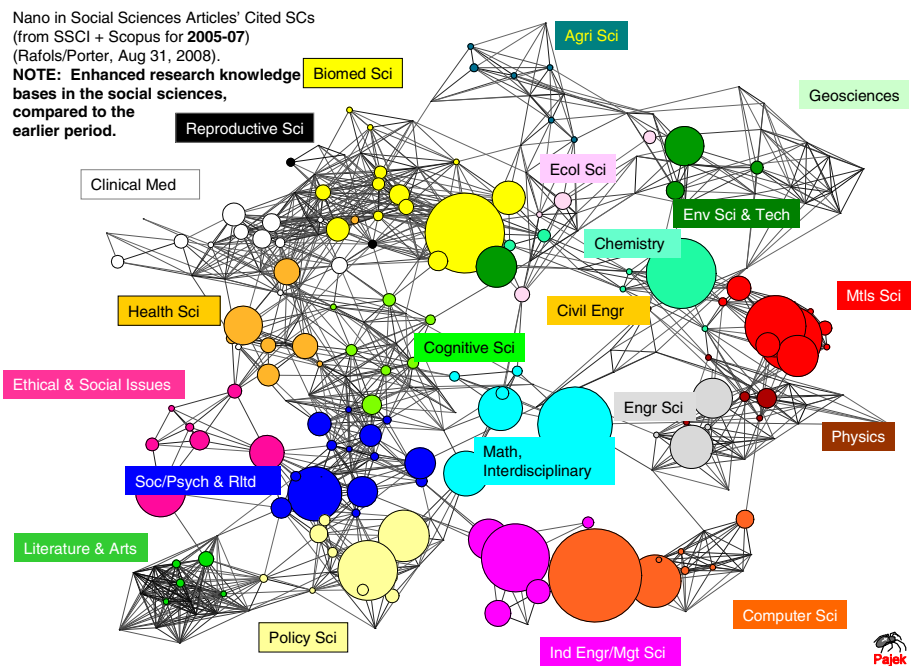 Nano in Social Sciences Articles' Cited SCs
(from SSCI + Scopus for 2005-07)
(Rafols/Porter, Aug 31, 2008).
NOTE: Enhanced research knowledge
bases in the social sciences,
compared to the
earlier period.
Agri Sci
Biomed Sci
Geosciences
Reproductive Sci
Ecol Sci
Clinical Med
Env Sci & Tech
Chemistry
Mtls Sci
Health Sci
Civil Engr
Cognitive Sci
Ethical & Social Issues
Engr Sci
Physics
Math,
Interdisciplinary
Soc/Psych & Rltd
Literature & Arts
Computer Sci
Policy Sci
Ind Engr/Mgt Sci
Pajek